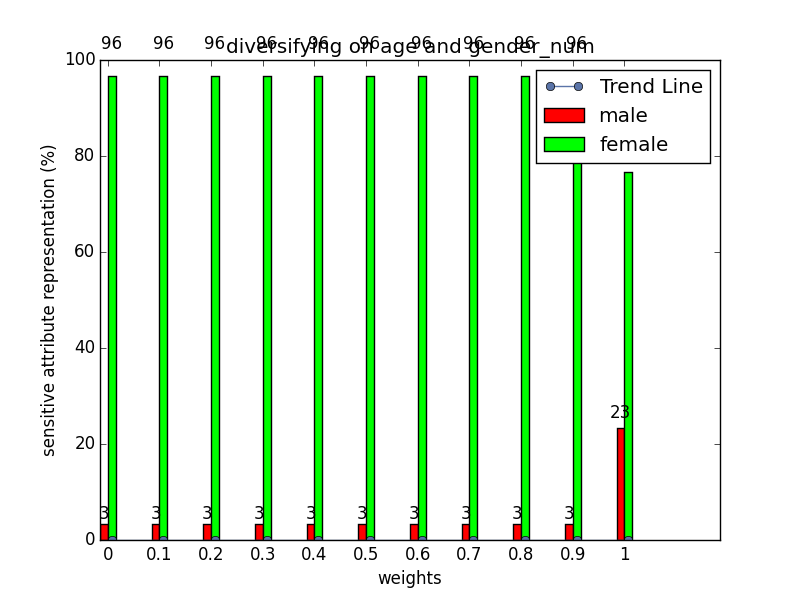 96 96 96 96 96 96 96 96 96 96
diversifying on age and gender_num
100
80
60
40
20
0
sensitive attribute representation (%)
Trend Line
male
female
3 3 3 3 3 3 3 3 3 3 23
0 0.1 0.2 0.3 0.4 0.5 0.6 0.7 0.8 0.9 1
weights